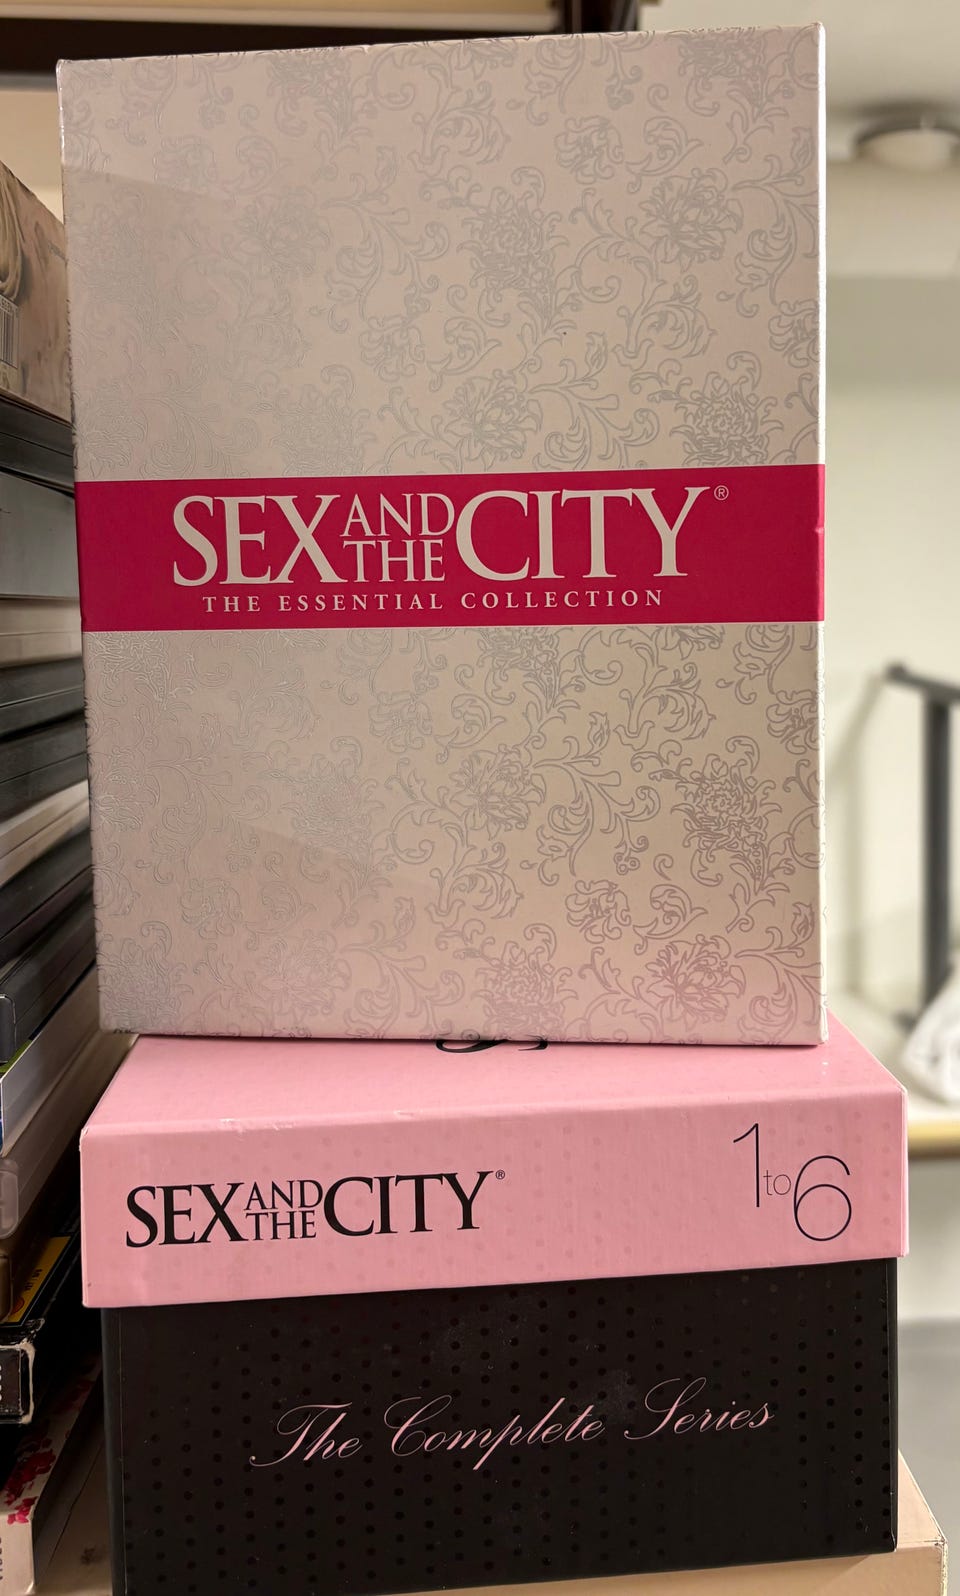 SEX AND THE CITY®
THE ESSENTIAL COLLECTION
SEX AND THE CITY®
1 to 6
The Complete Series